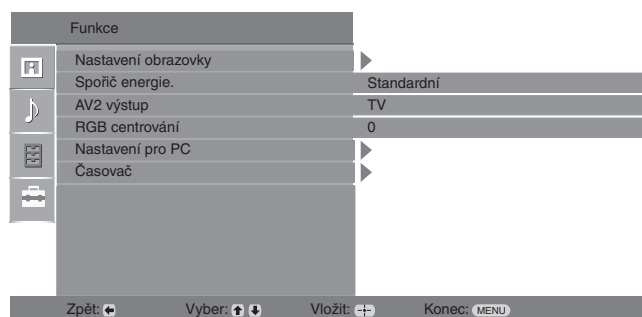 Funkce
Nastavení obrazovky
Spořič energie. Standardní
AV2 výstup TV
RGB centrování 0
Nastavení pro PC
Časovač
Zpět: Vyber: Vložit: Konec: MENU